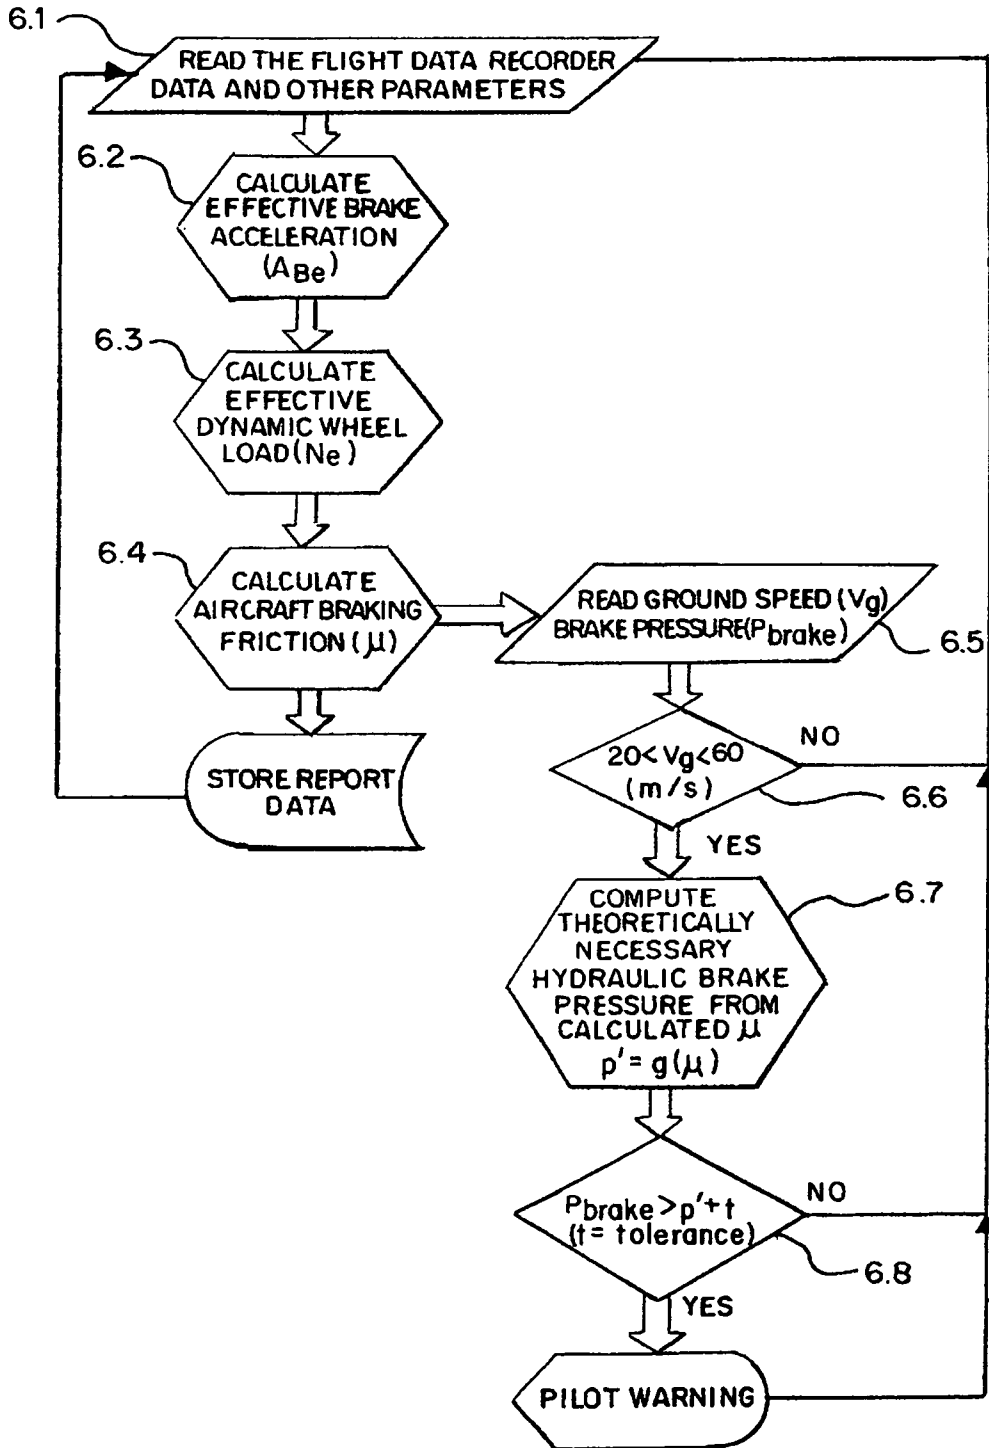 6.1
READ THE FLIGHT DATA RECORDER
DATA AND OTHER PARAMETERS
6.2
CALCULATE
EFFECTIVE BRAKE
ACCELERATION
(ABe)
6.3
CALCULATE
EFFECTIVE
DYNAMIC WHEEL
LOAD(Ne)
6.4
CALCULATE
AIRCRAFT BRAKING
FRICTION(μ)
STORE REPORT
DATA
READ GROUND SPEED(Vg)
BRAKE PRESSURE(Pbrake)
6.5
20<Vg<60
(m/s)
NO
6.6
YES
COMPUTE
THEORETICALLY
NECESSARY
HYDRAULIC BRAKE
PRESSURE FROM
CALCULATED μ
p'=g(μ)
6.7
Pbrake>p'+t
(t=tolerance)
NO
6.8
YES
PILOT WARNING